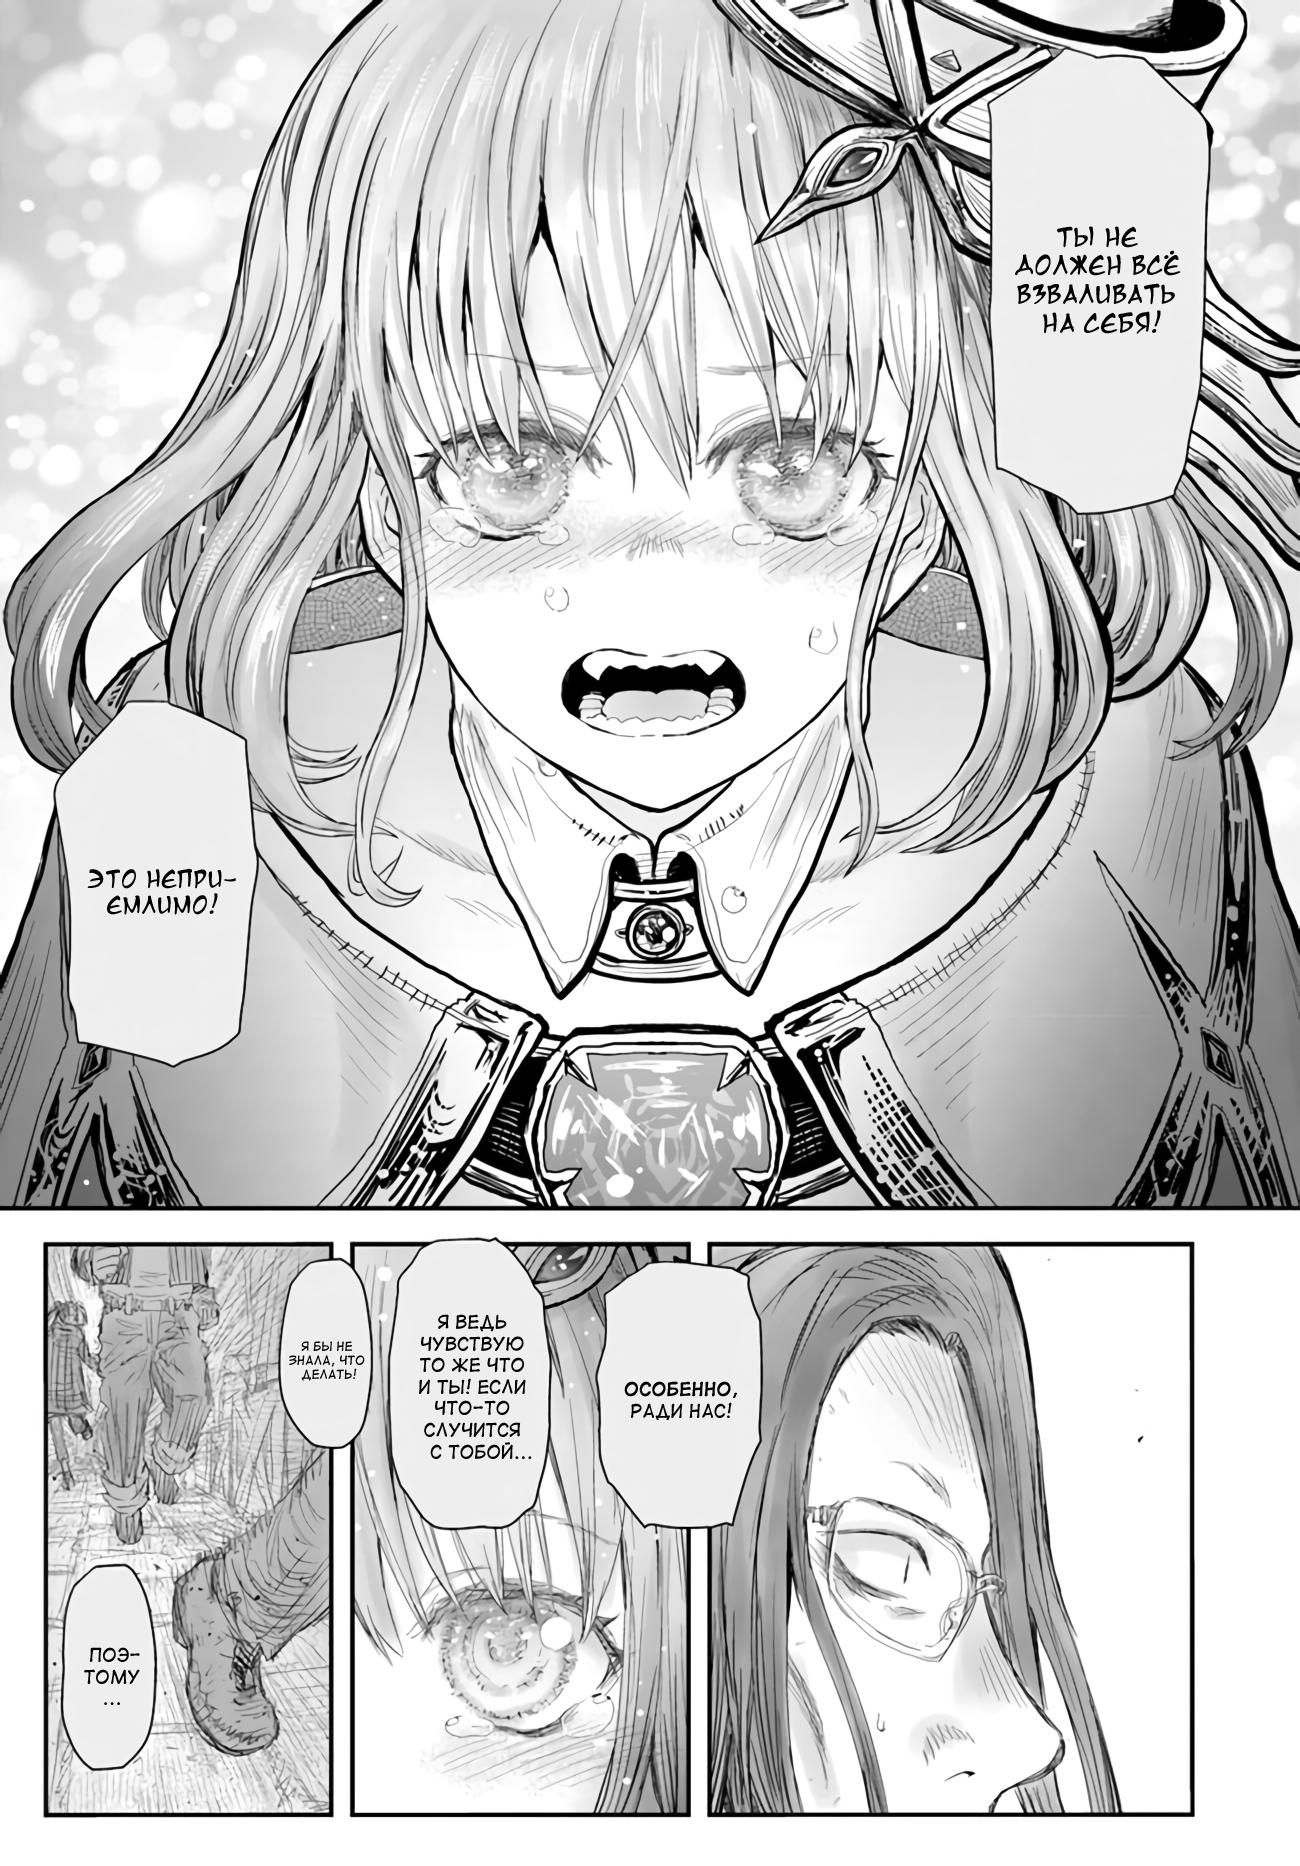 ТЫ НЕ
ДОЛЖЕН ВСЁ
ВЗВАЛИВАТЬ
НА СЕБЯ!
ЭТО НЕПРИ-
ЕМЛИМО!
ОСОБЕННО,
РАДИ НАС!
Я ВЕДЬ
ЧУВСТВУЮ
ТО ЖЕ ЧТО
И ТЫ! ЕСЛИ
ЧТО-ТО
СЛУЧИТСЯ
С ТОБОЙ...
Я БЫ НЕ
ЗНАЛА, ЧТО
ДЕЛАТЬ!
ПОЭ-
ТОМУ
...